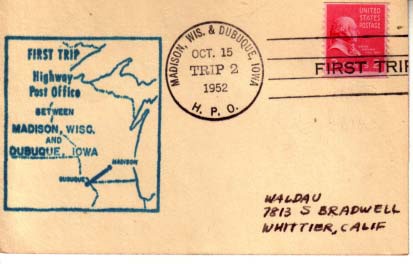 FIRST TRIP
Highway
Post Office
BETWEEN
MADISON, WISC.
AND
DUBUQUE, IOWA
MADISON
DUBUQUE
MADISON, WIS. & DUBUQUE, IOWA
OCT. 15
TRIP 2
1952
H. P. O.
UNITED
STATES
POSTAGE
FIRST TRIP
WALDAU
7813 S BRADWELL
WHITTIER, CALIF